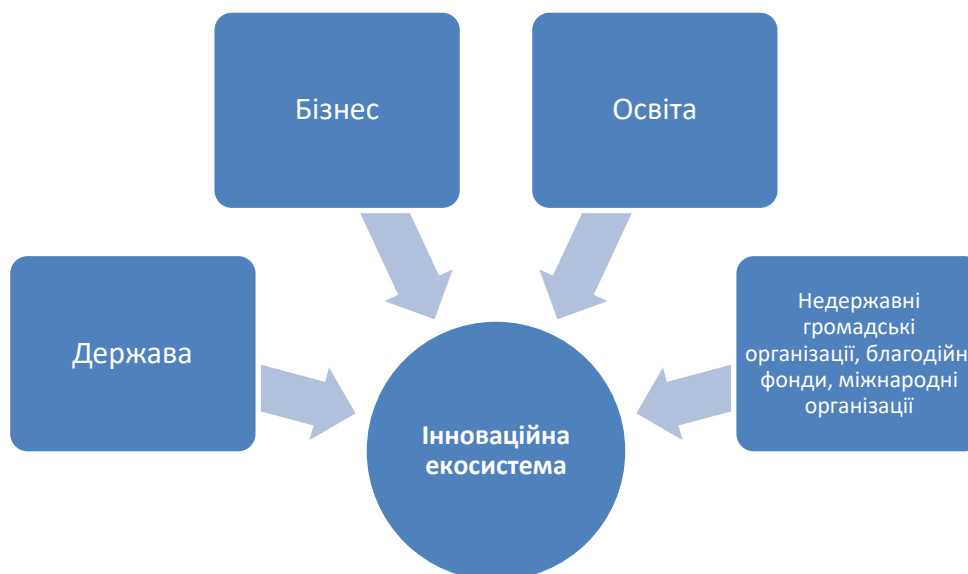 Бізнес
Освіта
Держава
Недержавні
громадські
організації, благодійн
фонди, міжнародні
організації
Інноваційна
екосистема